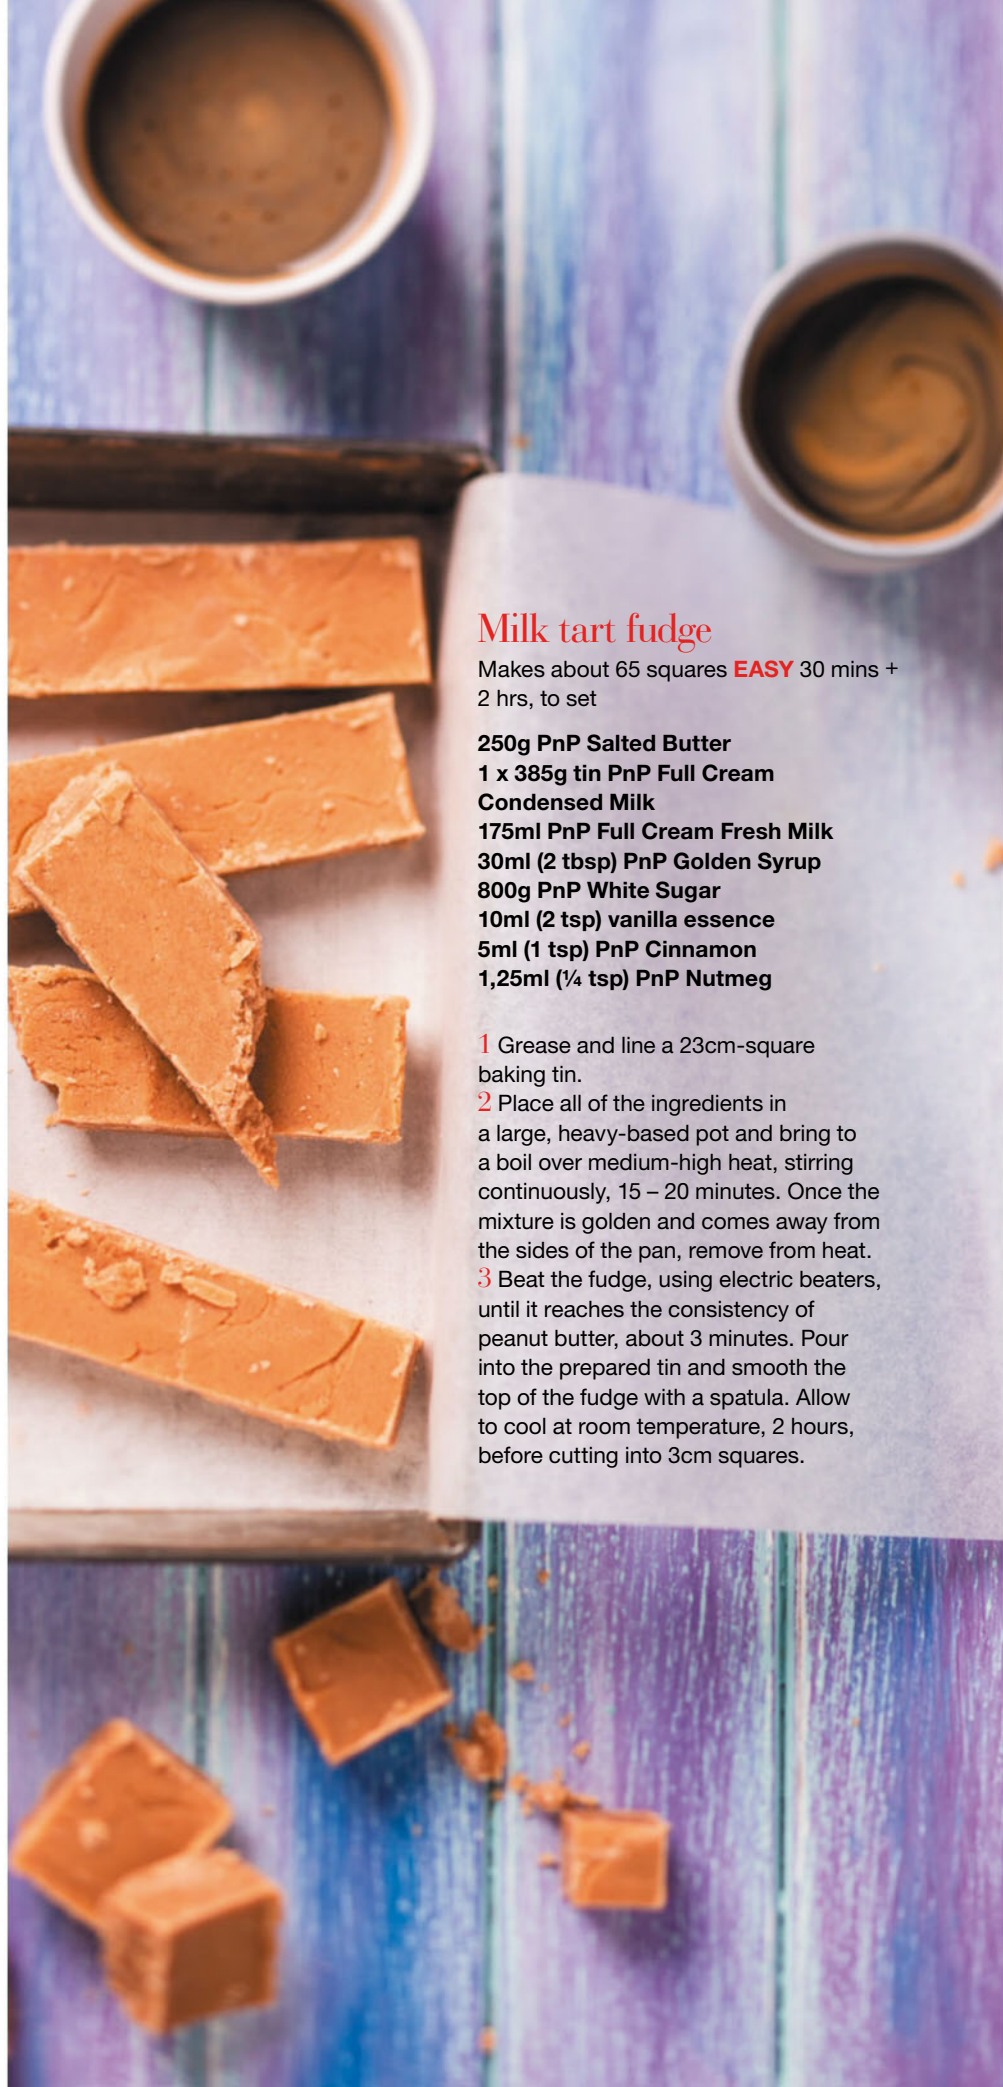 Milk tart fudge
Makes about 65 squares EASY 30 mins +
2 hrs, to set
250g PnP Salted Butter
1 x 385g tin PnP Full Cream
Condensed Milk
175ml PnP Full Cream Fresh Milk
30ml (2 tbsp) PnP Golden Syrup
800g PnP White Sugar
10ml (2 tsp) vanilla essence
5ml (1 tsp) PnP Cinnamon
1,25ml (¼ tsp) PnP Nutmeg
1 Grease and line a 23cm-square
baking tin.
2 Place all of the ingredients in
a large, heavy-based pot and bring to
a boil over medium-high heat, stirring
continuously, 15 – 20 minutes. Once the
mixture is golden and comes away from
the sides of the pan, remove from heat.
3 Beat the fudge, using electric beaters,
until it reaches the consistency of
peanut butter, about 3 minutes. Pour
into the prepared tin and smooth the
top of the fudge with a spatula. Allow
to cool at room temperature, 2 hours,
before cutting into 3cm squares.